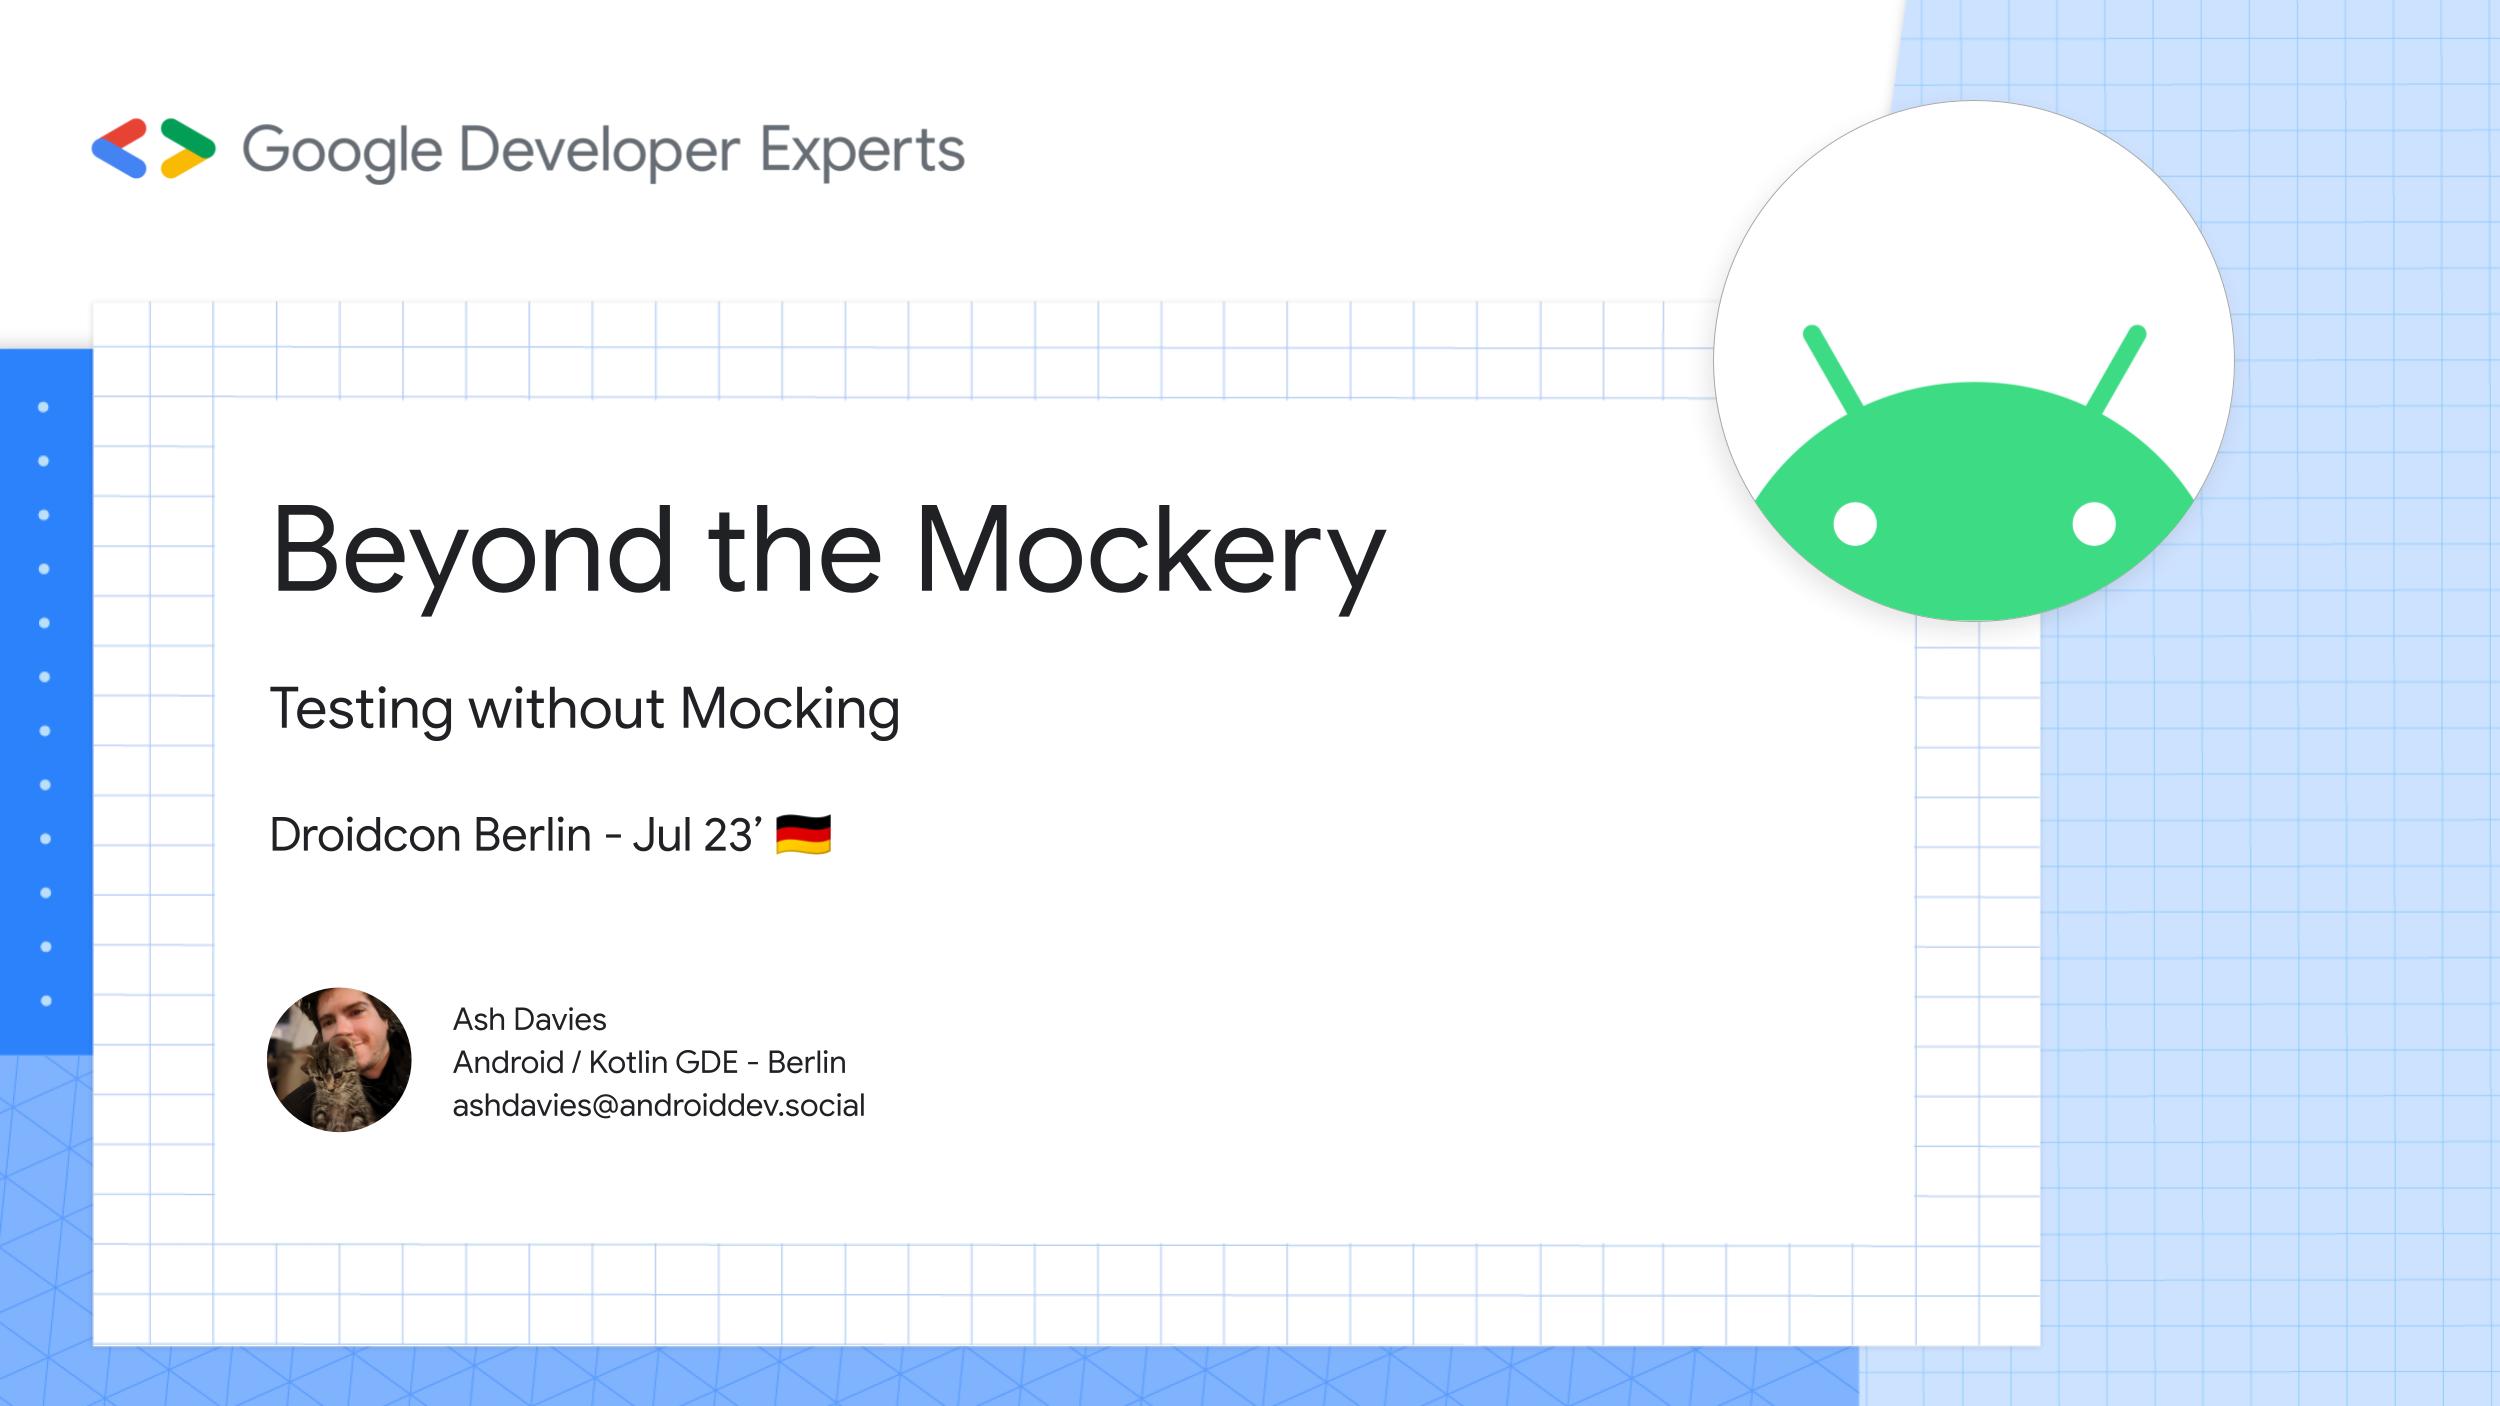 Google Developer Experts
Beyond the Mockery
Testing without Mocking
Droidcon Berlin - Jul 23’ 🇩🇪
Ash Davies
Android / Kotlin GDE - Berlin
ashdavies@androiddev.social